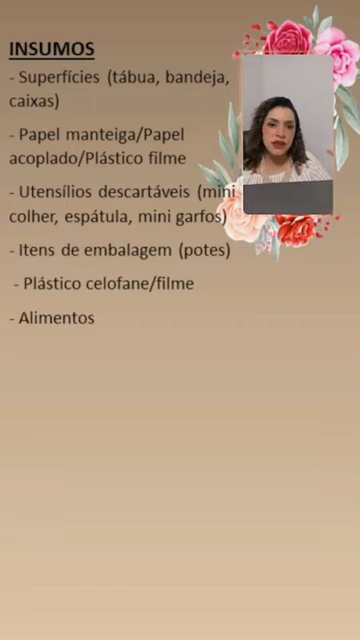 INSUMOS
- Superfícies (tábua, bandeja,
caixas)
- Papel manteiga/Papel
acoplado/Plástico filme
- Utensílios descartáveis (mini
colher, espátula, mini garfos)
- Itens de embalagem (potes)
- Plástico celofane/filme
- Alimentos